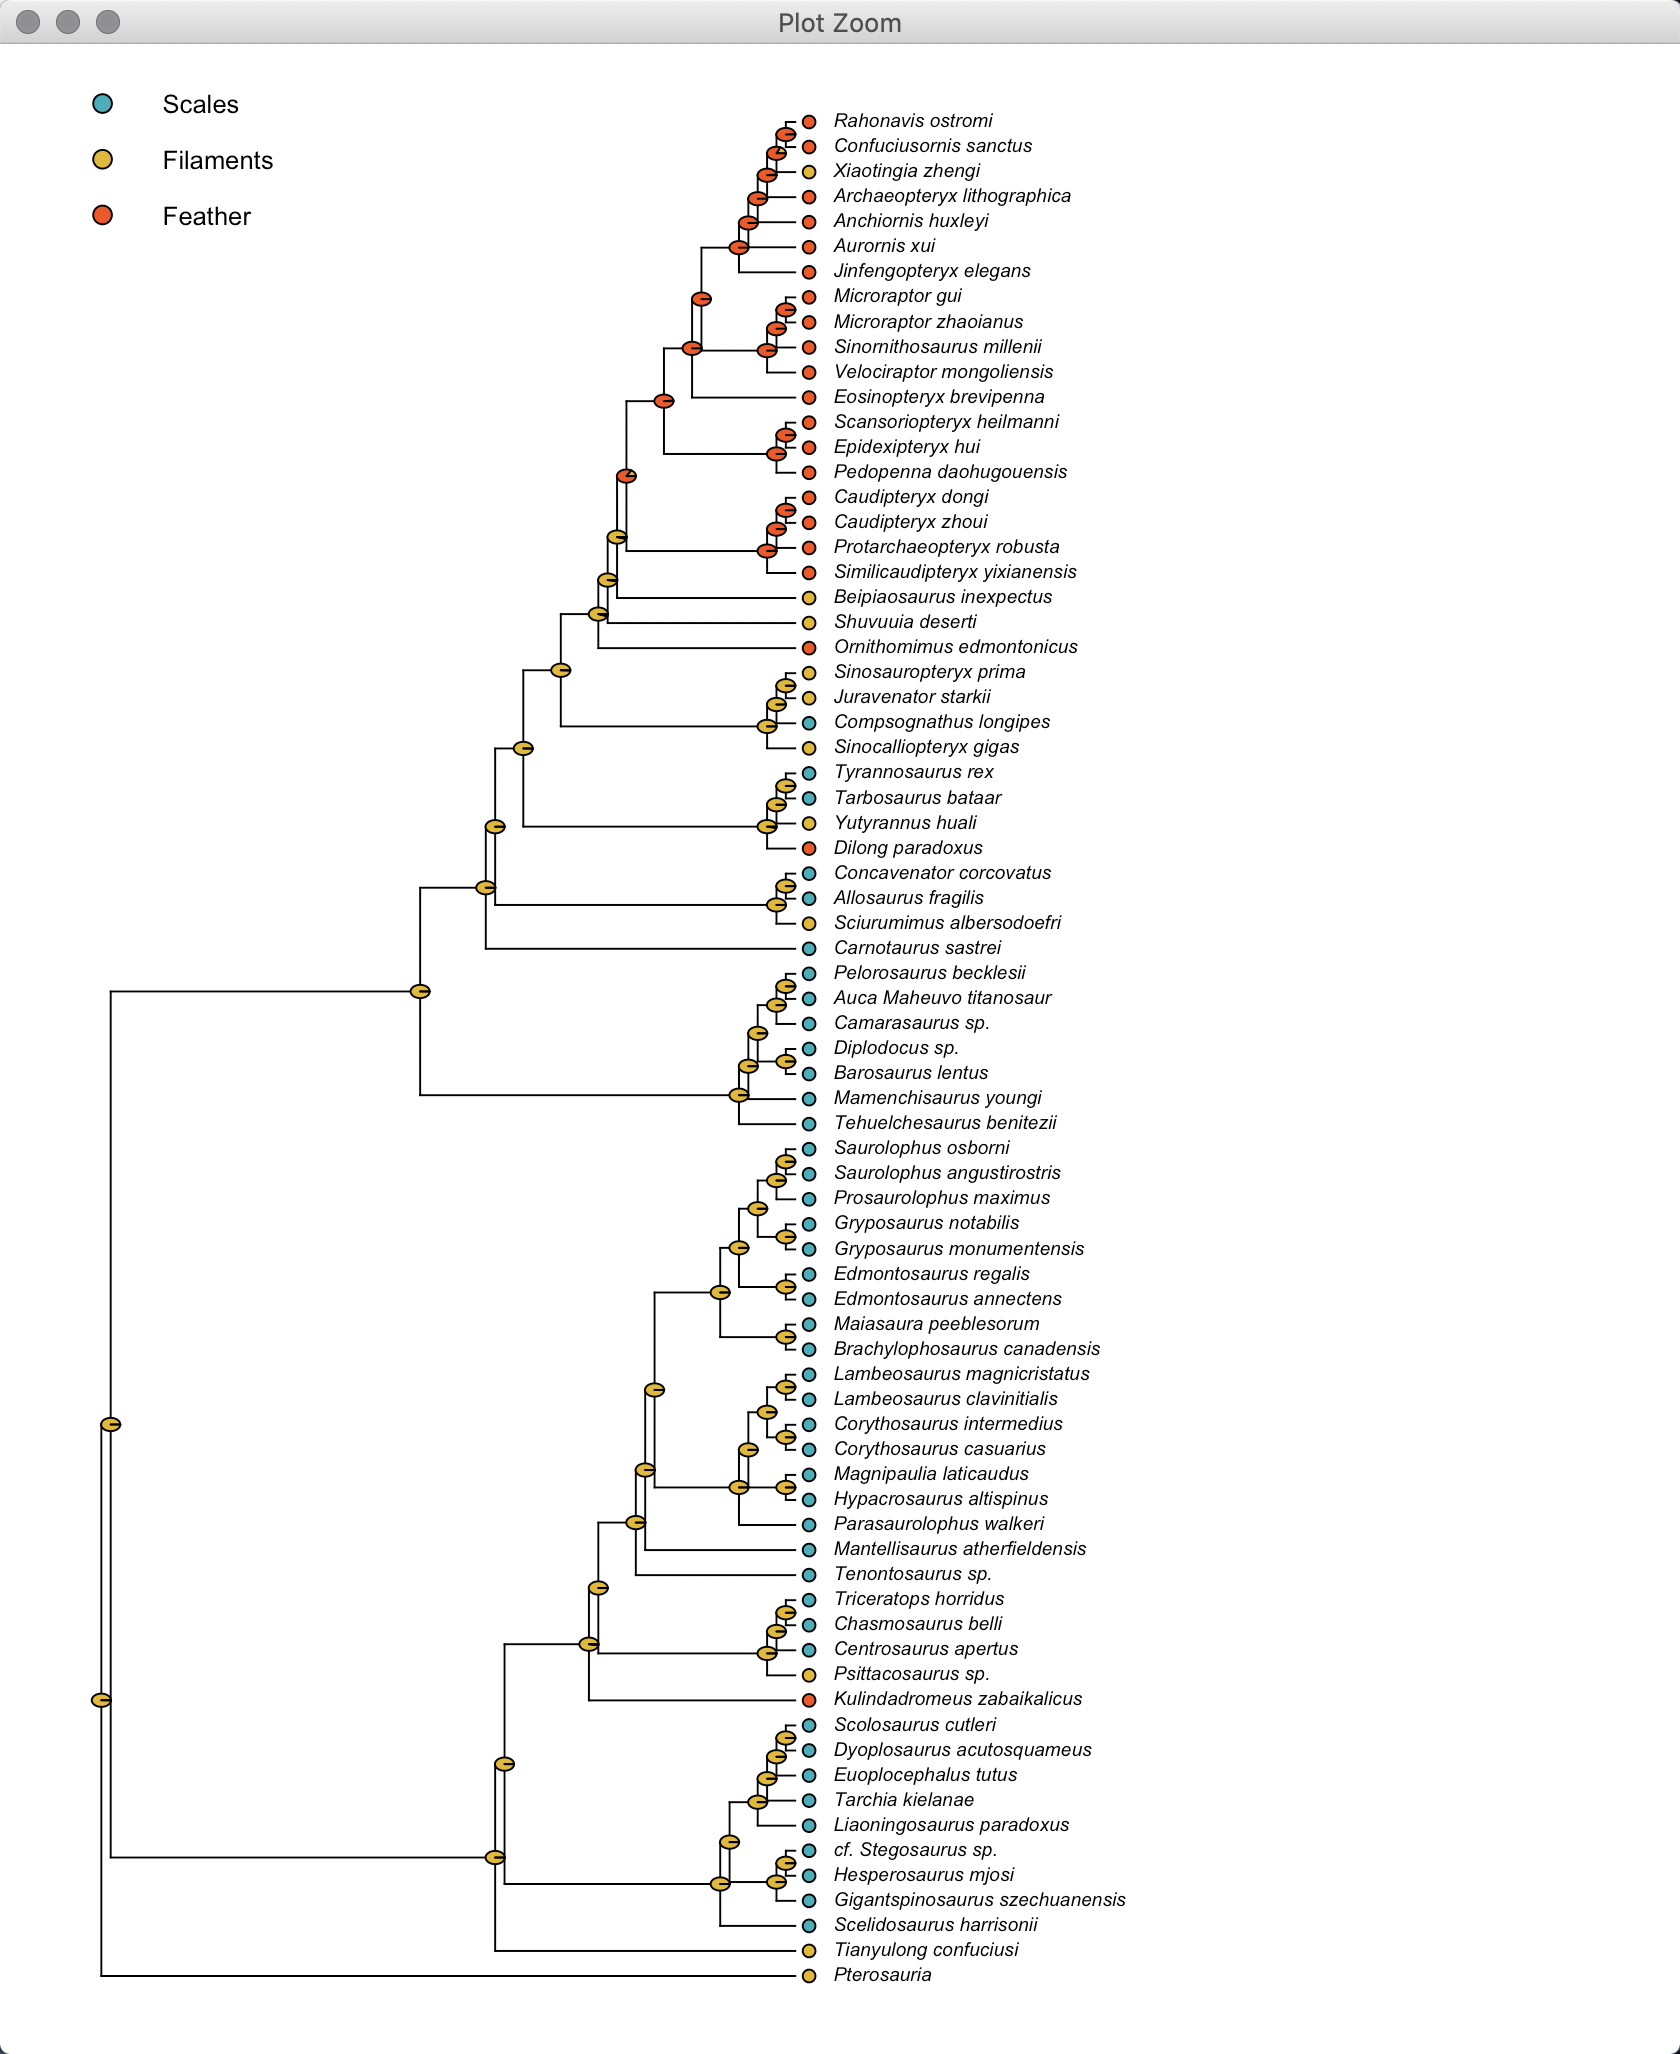 Plot Zoom
Scales
Filaments
Feather
Rahonavis ostromi
Confuciusornis sanctus
Xiaotingia zhengi
Archaeopteryx lithographica
Anchiornis huxleyi
Aurornis xui
Jinfengopteryx elegans
Microraptor gui
Microraptor zhaoianus
Sinornithosaurus millenii
Velociraptor mongoliensis
Eosinopteryx brevipenna
Scansoriopteryx heilmanni
Epidexipteryx hui
Pedopenna daohugouensis
Caudipteryx dongi
Caudipteryx zhoui
Protarchaeopteryx robusta
Similicaudipteryx yixianensis
Beipiaosaurus inexpectus
Shuvuuia deserti
Ornithomimus edmontonicus
Sinosauropteryx prima
Juravenator starkii
Compsognathus longipes
Sinocalliopteryx gigas
Tyrannosaurus rex
Tarbosaurus bataar
Yutyrannus huali
Dilong paradoxus
Concavenator corcovatus
Allosaurus fragilis
Sciurumimus albersodoefri
Carnotaurus sastrei
Pelorosaurus becklesii
Auca Maheuvo titanosaur
Camarasaurus sp.
Diplodocus sp.
Barosaurus lentus
Mamenchisaurus youngi
Tehuelchesaurus benitezii
Saurolophus osborni
Saurolophus angustirostris
Prosaurolophus maximus
Gryposaurus notabilis
Gryposaurus monumentensis
Edmontosaurus regalis
Edmontosaurus annectens
Maiasaura peeblesorum
Brachylophosaurus canadensis
Lambeosaurus magnicristatus
Lambeosaurus clavinitialis
Corythosaurus intermedius
Corythosaurus casuarius
Magnipaulia laticaudus
Hypacrosaurus altispinus
Parasaurolophus walkeri
Mantellisaurus atherfieldensis
Tenontosaurus sp.
Triceratops horridus
Chasmosaurus belli
Centrosaurus apertus
Psittacosaurus sp.
Kulindadromeus zabaikalicus
Scolosaurus cutleri
Dyoplosaurus acutosquameus
Euoplocephalus tutus
Tarchia kielanae
Liaoningosaurus paradoxus
cf. Stegosaurus sp.
Hesperosaurus mjosi
Gigantspinosaurus szechuanensis
Scelidosaurus harrisonii
Tianyulong confuciusi
Pterosauria